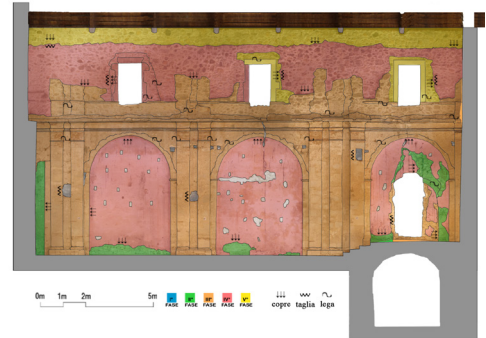 0m 1m 2m 5m
I° II° III° IV° V°
FASE FASE FASE FASE FASE
copre taglia lega